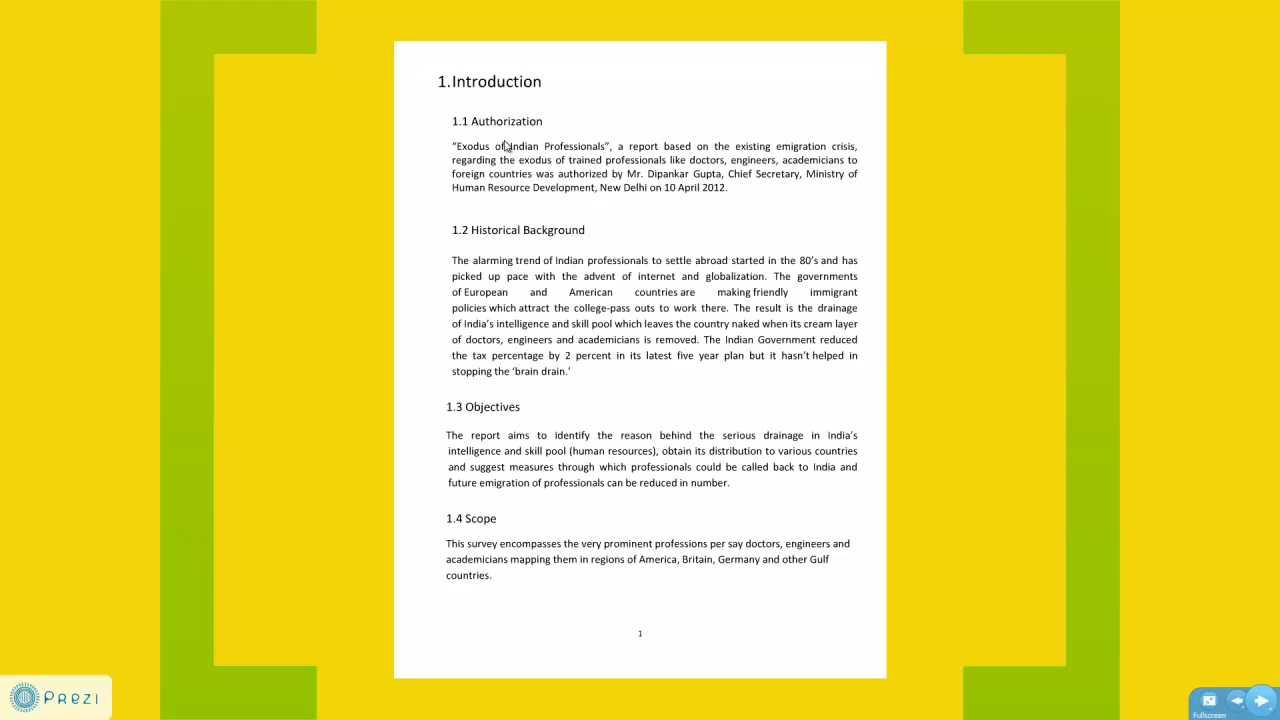 1.Introduction
1.1 Authorization
“Exodus of Indian Professionals”, a report based on the existing emigration crisis,
regarding the exodus of trained professionals like doctors, engineers, academicians to
foreign countries was authorized by Mr. Dipankar Gupta, Chief Secretary, Ministry of
Human Resource Development, New Delhi on 10 April 2012.
1.2 Historical Background
The alarming trend of Indian professionals to settle abroad started in the 80’s and has
picked up pace with the advent of internet and globalization. The governments
of European and American countries are making friendly immigrant
policies which attract the college-pass outs to work there. The result is the drainage
of India’s intelligence and skill pool which leaves the country naked when its cream layer
of doctors, engineers and academicians is removed. The Indian Government reduced
the tax percentage by 2 percent in its latest five year plan but it hasn’t helped in
stopping the ‘brain drain.’
1.3 Objectives
The report aims to identify the reason behind the serious drainage in India’s
intelligence and skill pool (human resources), obtain its distribution to various countries
and suggest measures through which professionals could be called back to India and
future emigration of professionals can be reduced in number.
1.4 Scope
This survey encompasses the very prominent professions per say doctors, engineers and
academicians mapping them in regions of America, Britain, Germany and other Gulf
countries.
1
Prezi
Fullscreen